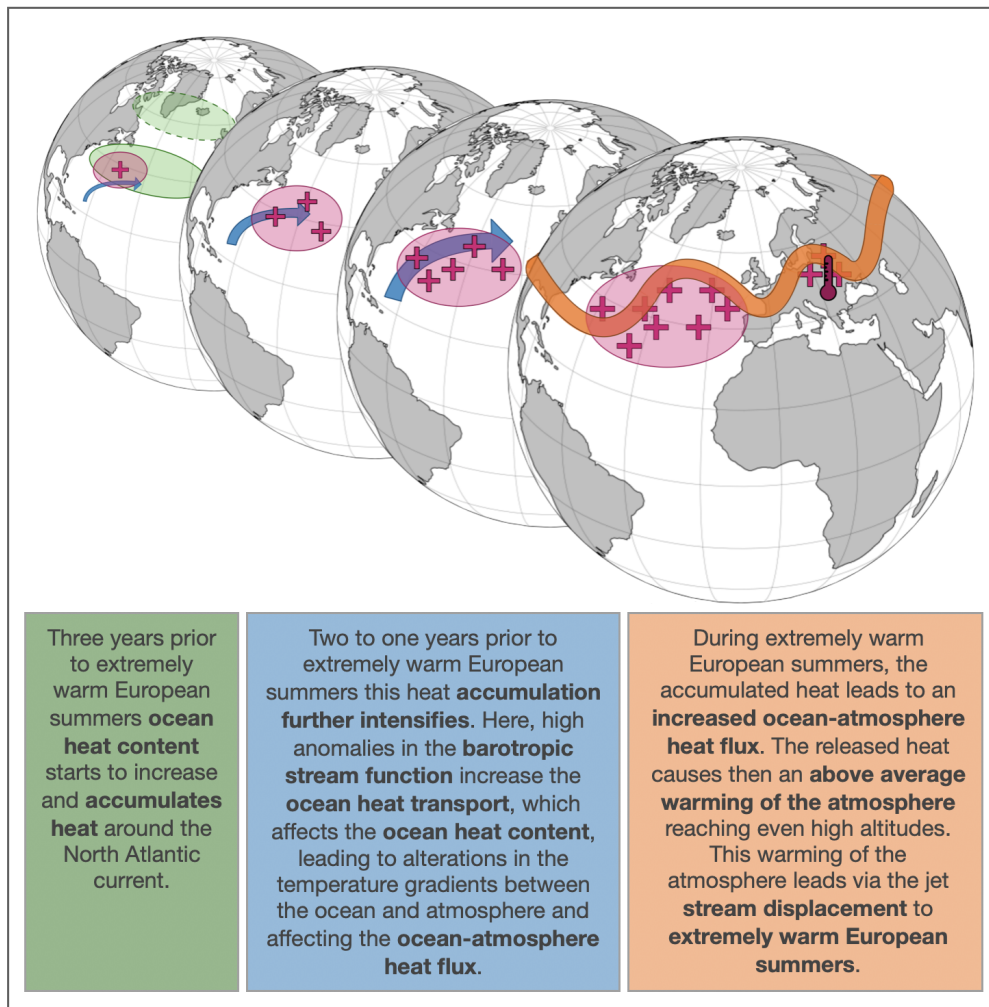 Three years prior
to extremely
warm European
summers ocean
heat content
starts to increase
and accumulates
heat around the
North Atlantic
current.
Two to one years prior to
extremely warm European
summers this heat accumulation
further intensifies. Here, high
anomalies in the barotropic
stream function increase the
ocean heat transport, which
affects the ocean heat content,
leading to alterations in the
temperature gradients between
the ocean and atmosphere and
affecting the ocean-atmosphere
heat flux.
During extremely warm
European summers, the
accumulated heat leads to an
increased ocean-atmosphere
heat flux. The released heat
causes then an above average
warming of the atmosphere
reaching even high altitudes.
This warming of the
atmosphere leads via the jet
stream displacement to
extremely warm European
summers.